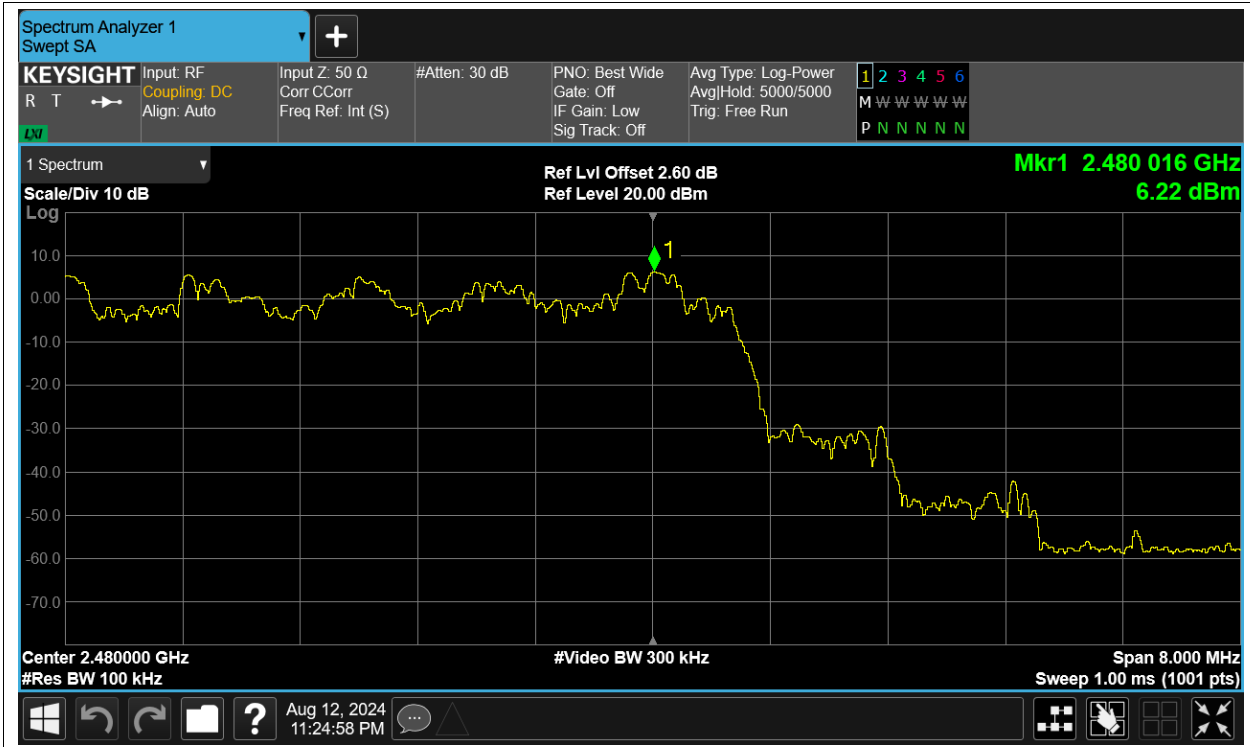 Spectrum Analyzer 1
Swept SA
KEYSIGHT
R T
LXI
Input: RF
Coupling: DC
Align: Auto
Input Z: 50 Ω
Corr CCorr
Freq Ref: Int (S)
#Atten: 30 dB
PNO: Best Wide
Gate: Off
IF Gain: Low
Sig Track: Off
Avg Type: Log-Power
Avg|Hold: 5000/5000
Trig: Free Run
1 2 3 4 5 6
M W W W W W
P N N N N N
1 Spectrum
Scale/Div 10 dB
Log
Ref Lvl Offset 2.60 dB
Ref Level 20.00 dBm
Mkr1 2.480 016 GHz
6.22 dBm
1
10.0
0.00
-10.0
-20.0
-30.0
-40.0
-50.0
-60.0
-70.0
Center 2.480000 GHz
#Res BW 100 kHz
#Video BW 300 kHz
Span 8.000 MHz
Sweep 1.00 ms (1001 pts)
?
Aug 12, 2024
11:24:58 PM